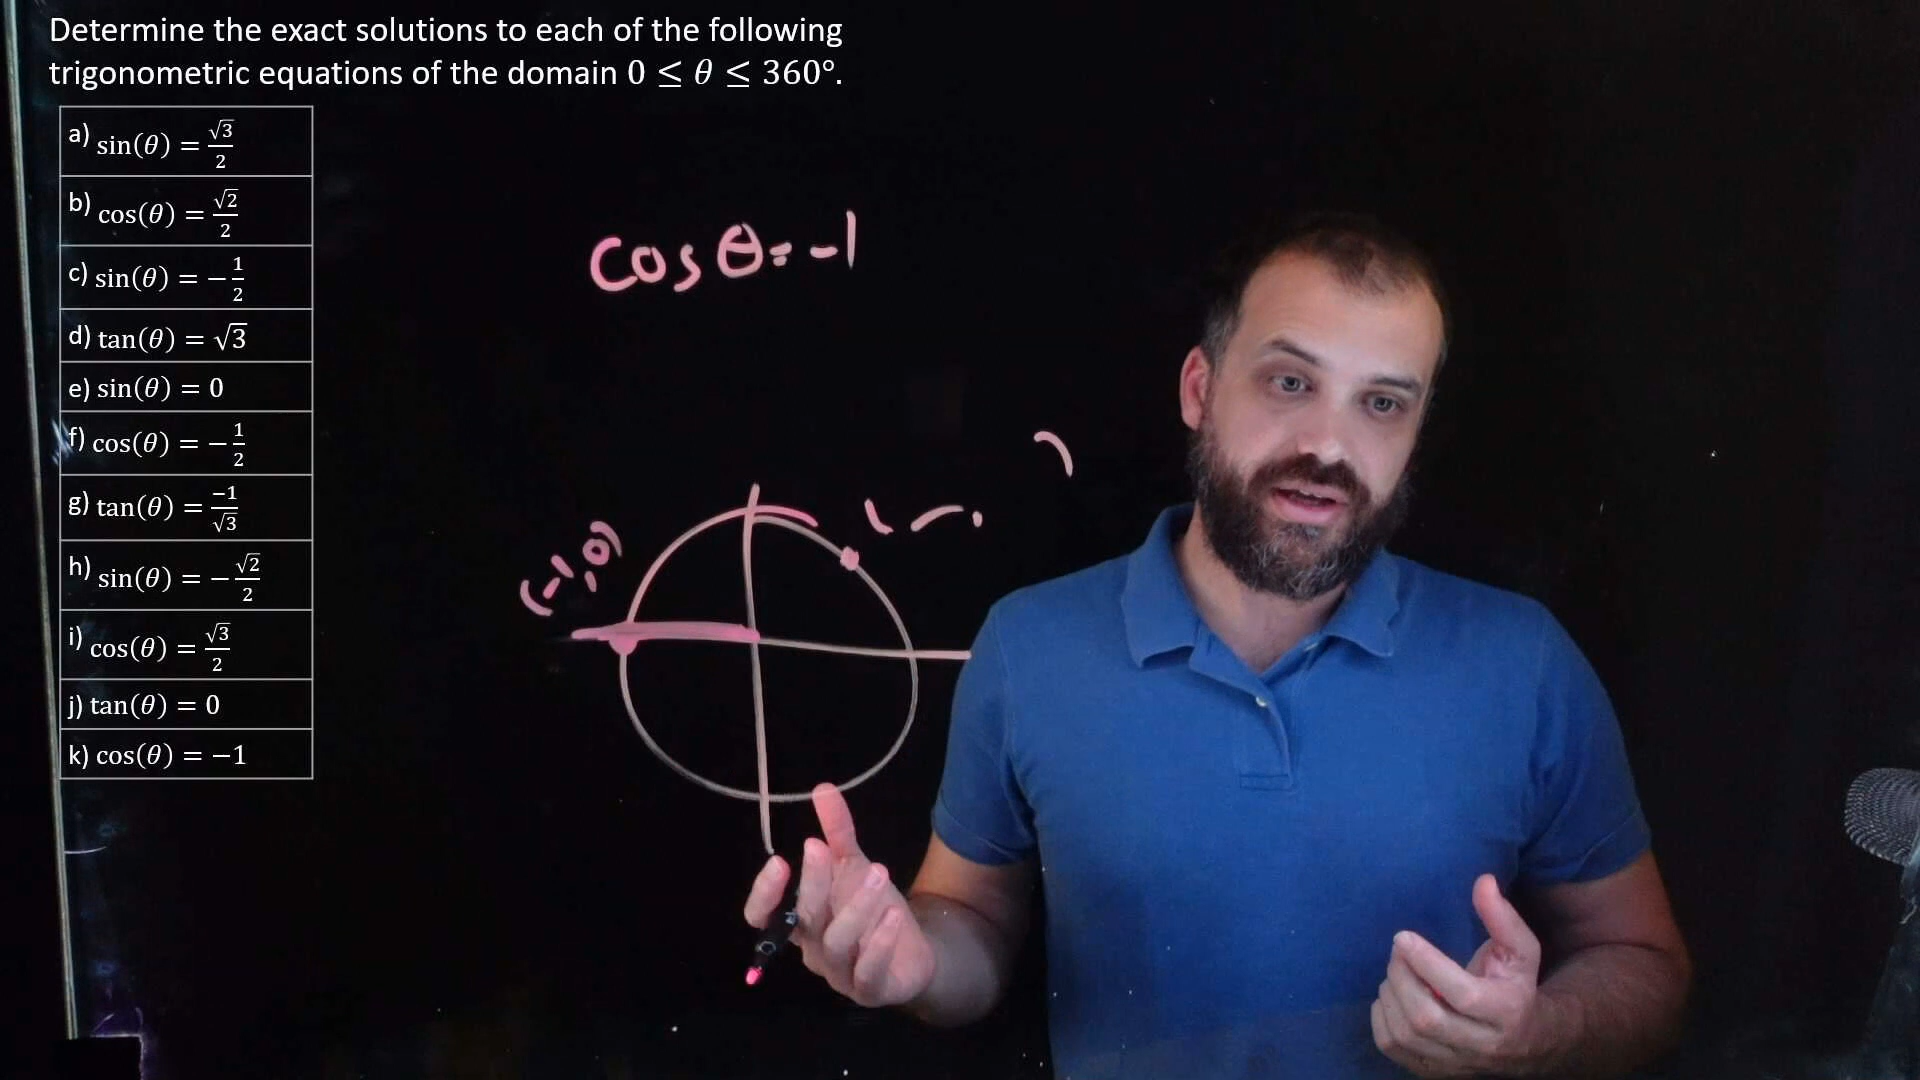 Determine the exact solutions to each of the following
trigonometric equations of the domain 0 ≤ θ ≤ 360°.
a) sin(θ) = √3/2
b) cos(θ) = √2/2
c) sin(θ) = −1/2
d) tan(θ) = √3
e) sin(θ) = 0
f) cos(θ) = −1/2
g) tan(θ) = −1/√3
h) sin(θ) = −√2/2
i) cos(θ) = √3/2
j) tan(θ) = 0
k) cos(θ) = −1
cos θ = -1
(-1,0)